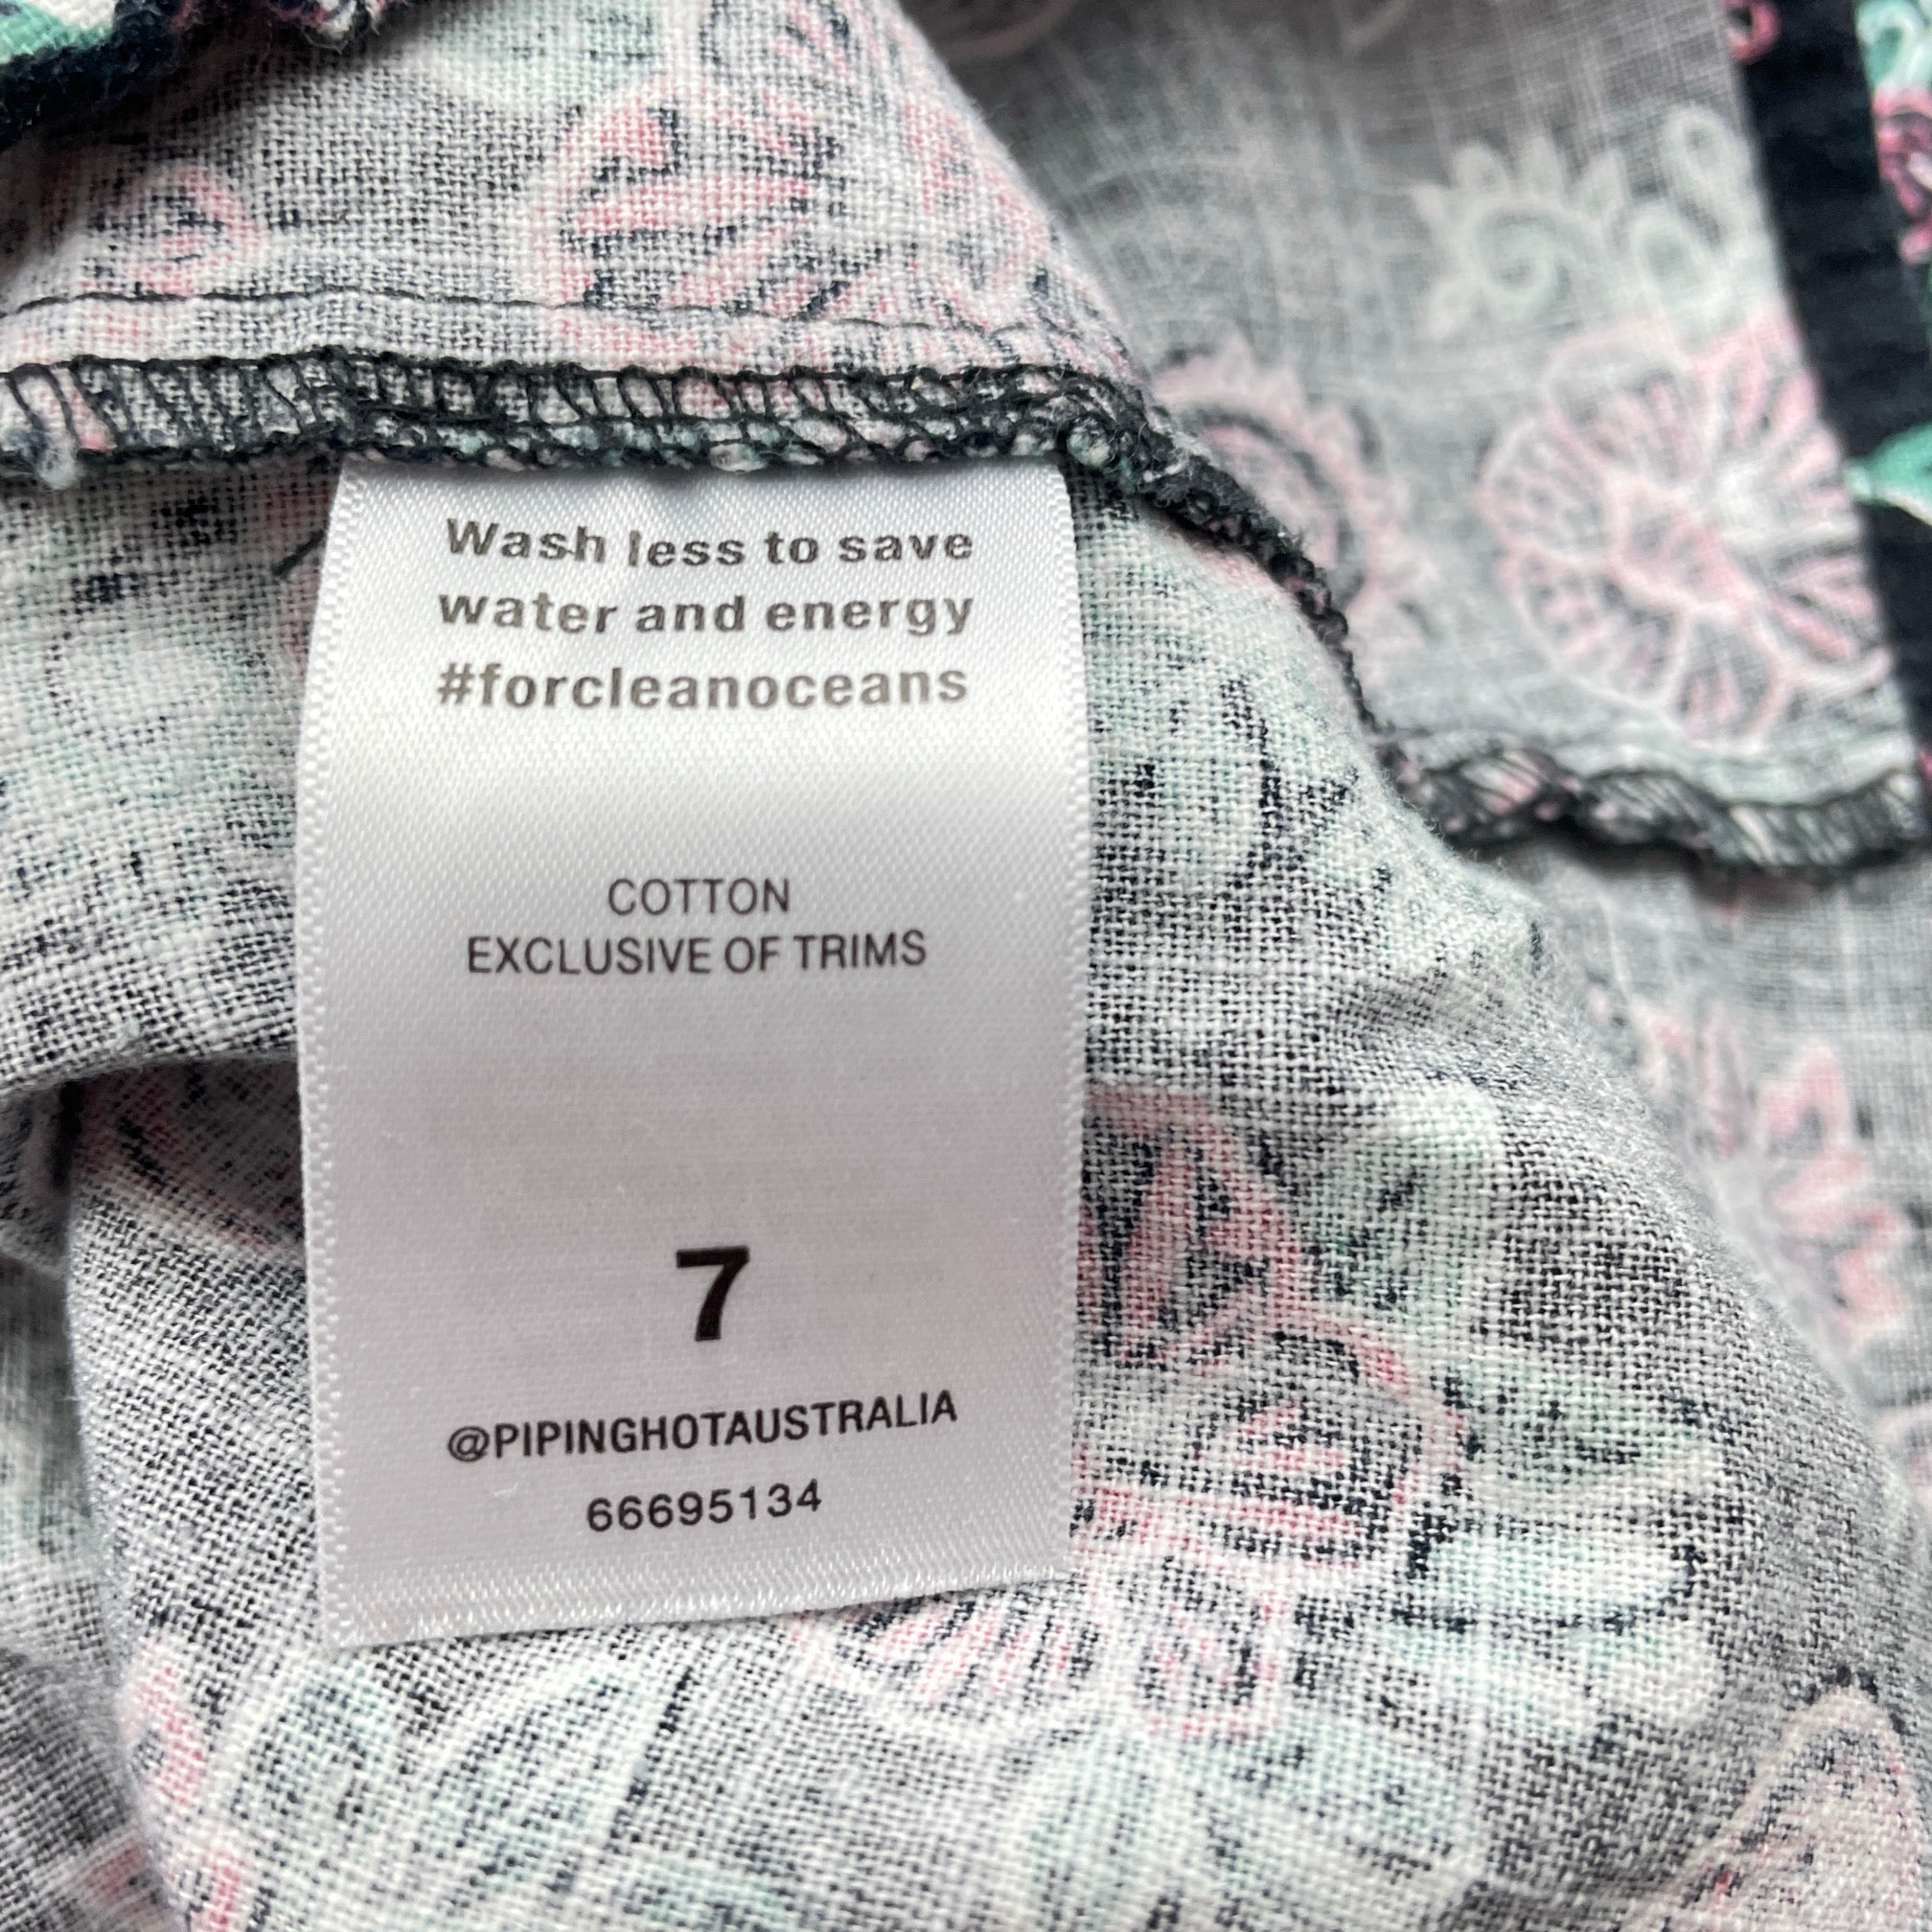 Wash less to save
water and energy
#forcleanoceans
COTTON
EXCLUSIVE OF TRIMS
7
@PIPINGHOTAUSTRALIA
66695134